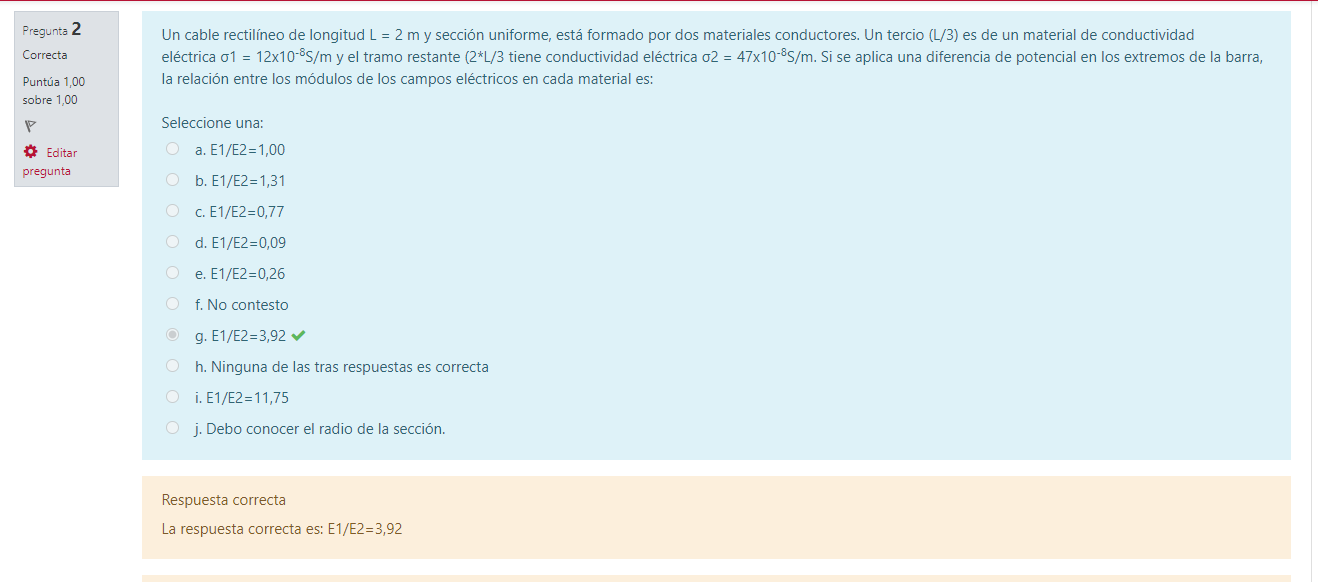 Pregunta 2
Correcta
Puntúa 1,00
sobre 1,00
Editar
pregunta
Un cable rectilíneo de longitud L = 2 m y sección uniforme, está formado por dos materiales conductores. Un tercio (L/3) es de un material de conductividad
eléctrica σ1 = 12x10⁻⁸S/m y el tramo restante (2*L/3 tiene conductividad eléctrica σ2 = 47x10⁻⁸S/m. Si se aplica una diferencia de potencial en los extremos de la barra,
la relación entre los módulos de los campos eléctricos en cada material es:
Seleccione una:
a. E1/E2=1,00
b. E1/E2=1,31
c. E1/E2=0,77
d. E1/E2=0,09
e. E1/E2=0,26
f. No contesto
g. E1/E2=3,92
h. Ninguna de las tras respuestas es correcta
i. E1/E2=11,75
j. Debo conocer el radio de la sección.
Respuesta correcta
La respuesta correcta es: E1/E2=3,92